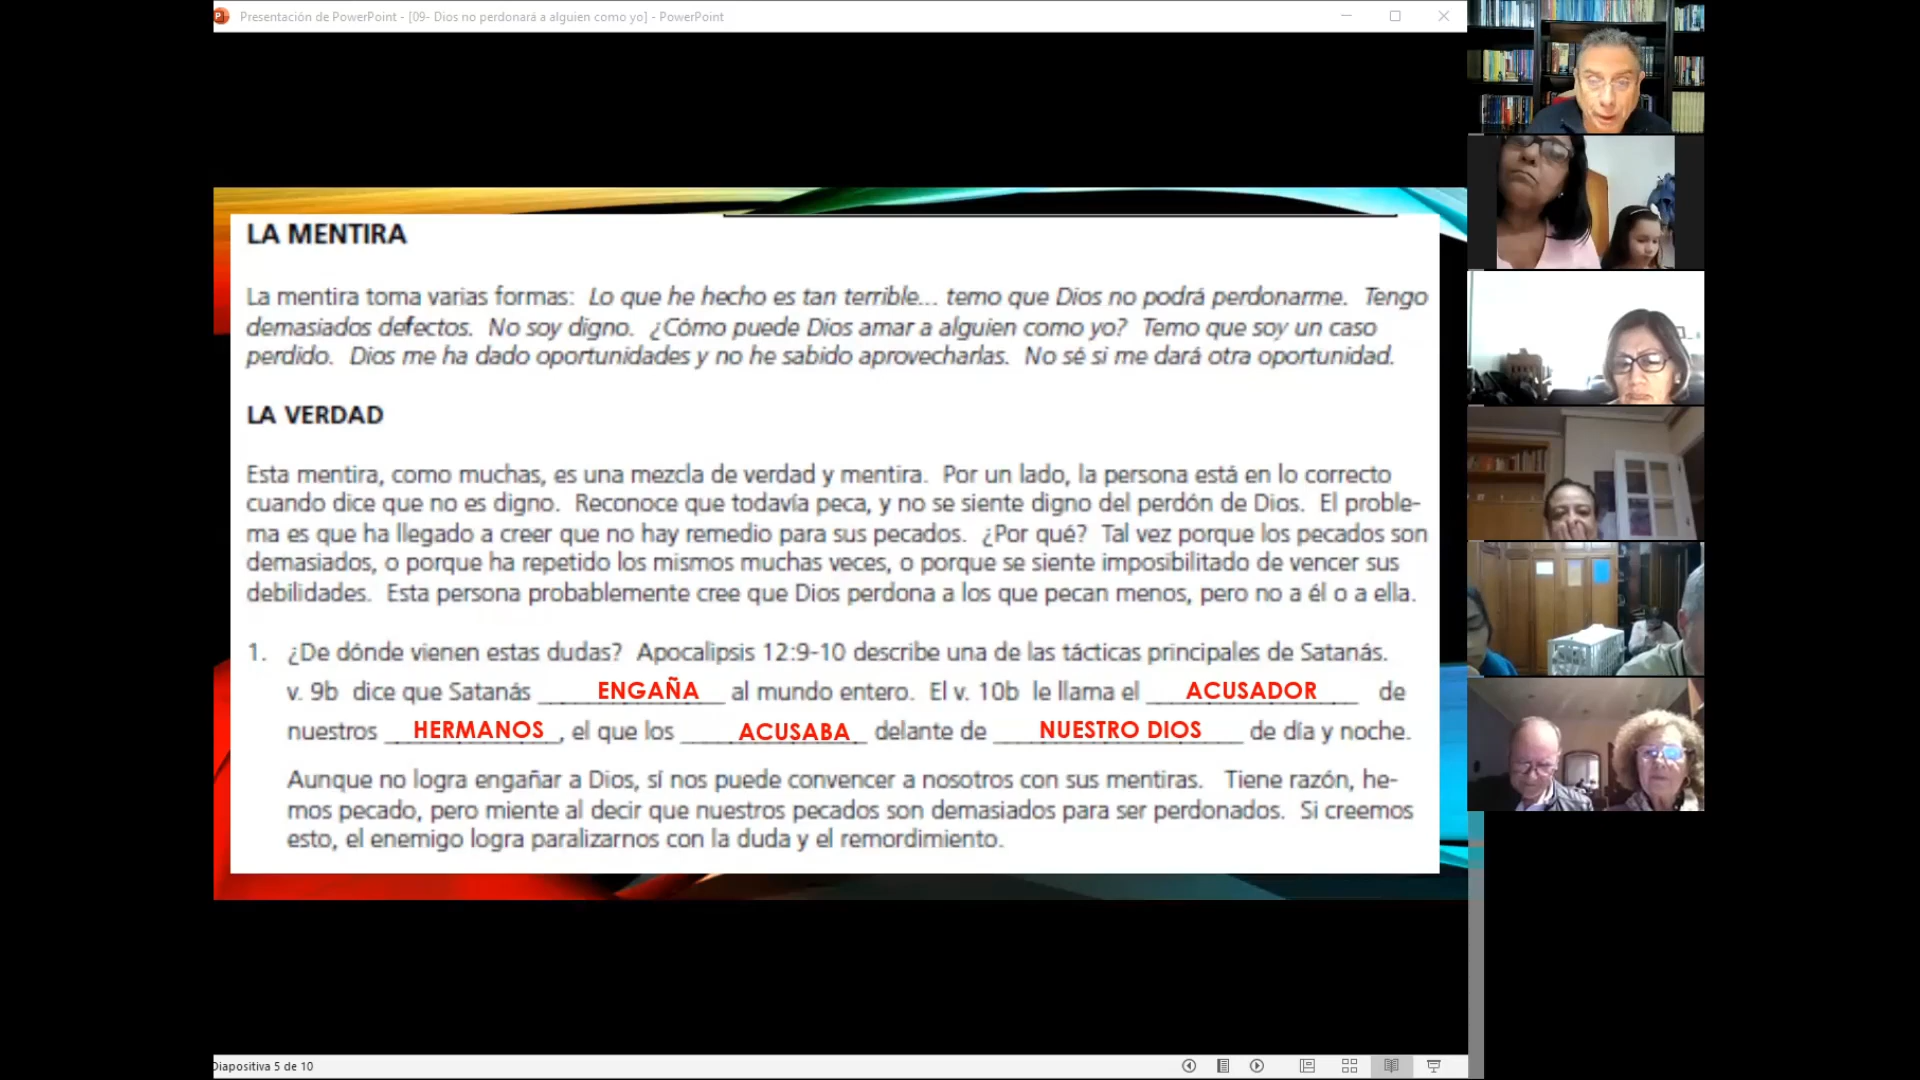 Presentación de PowerPoint - [09- Dios no perdonará a alguien como yo] - PowerPoint
LA MENTIRA
La mentira toma varias formas: Lo que he hecho es tan terrible... temo que Dios no podrá perdonarme. Tengo
demasiados defectos. No soy digno. ¿Cómo puede Dios amar a alguien como yo? Temo que soy un caso
perdido. Dios me ha dado oportunidades y no he sabido aprovecharlas. No sé si me dará otra oportunidad.
LA VERDAD
Esta mentira, como muchas, es una mezcla de verdad y mentira. Por un lado, la persona está en lo correcto
cuando dice que no es digno. Reconoce que todavía peca, y no se siente digno del perdón de Dios. El proble-
ma es que ha llegado a creer que no hay remedio para sus pecados. ¿Por qué? Tal vez porque los pecados son
demasiados, o porque ha repetido los mismos muchas veces, o porque se siente imposibilitado de vencer sus
debilidades. Esta persona probablemente cree que Dios perdona a los que pecan menos, pero no a él o a ella.
1. ¿De dónde vienen estas dudas? Apocalipsis 12:9-10 describe una de las tácticas principales de Satanás.
v. 9b dice que Satanás ENGAÑA al mundo entero. El v. 10b le llama el ACUSADOR de
nuestros HERMANOS, el que los ACUSABA delante de NUESTRO DIOS de día y noche.
Aunque no logra engañar a Dios, sí nos puede convencer a nosotros con sus mentiras. Tiene razón, he-
mos pecado, pero miente al decir que nuestros pecados son demasiados para ser perdonados. Si creemos
esto, el enemigo logra paralizarnos con la duda y el remordimiento.
Diapositiva 5 de 10